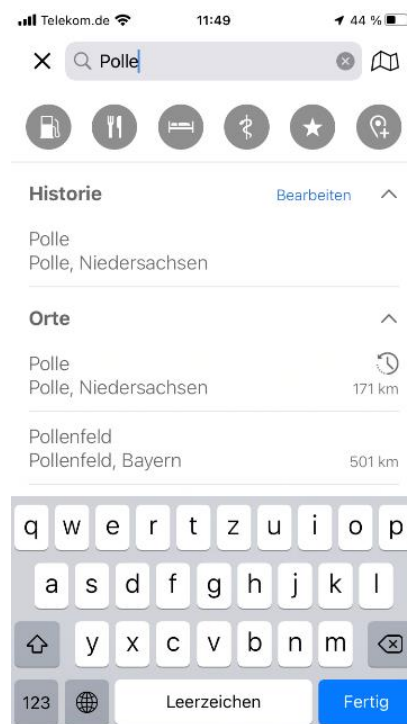 Telekom.de 11:49 44 %
Polle
Historie Bearbeiten
Polle
Polle, Niedersachsen
Orte
Polle
Polle, Niedersachsen 171 km
Pollenfeld
Pollenfeld, Bayern 501 km
q w e r t z u i o p
a s d f g h j k l
y x c v b n m
123 Leerzeichen Fertig